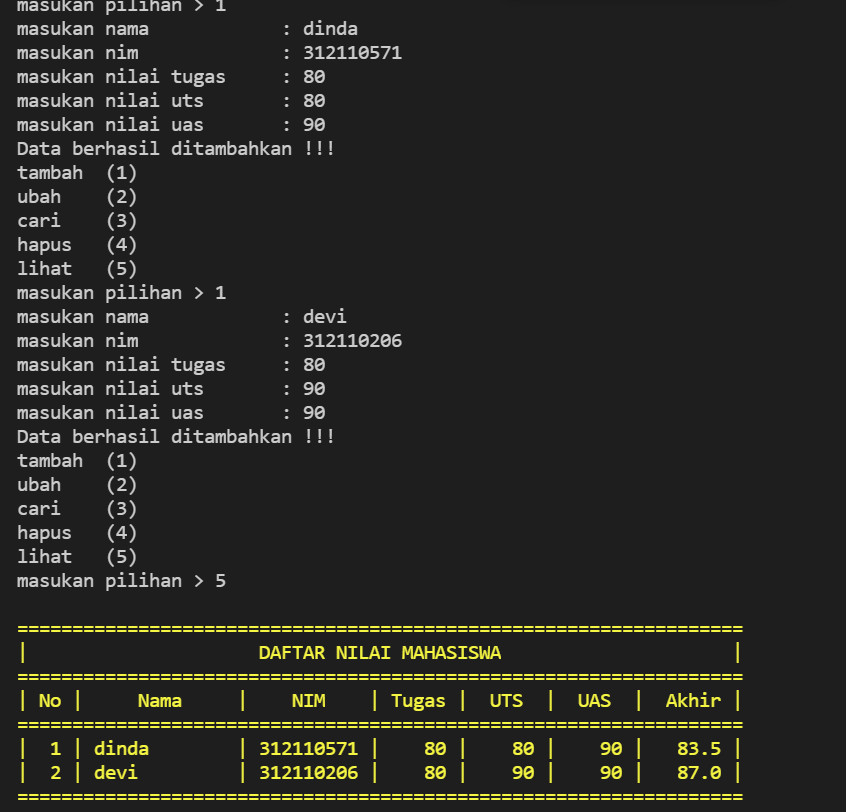 masukan pilihan > 1
masukan nama            : dinda
masukan nim             : 312110571
masukan nilai tugas     : 80
masukan nilai uts       : 80
masukan nilai uas       : 90
Data berhasil ditambahkan !!!
tambah  (1)
ubah    (2)
cari    (3)
hapus   (4)
lihat   (5)
masukan pilihan > 1
masukan nama            : devi
masukan nim             : 312110206
masukan nilai tugas     : 80
masukan nilai uts       : 90
masukan nilai uas       : 90
Data berhasil ditambahkan !!!
tambah  (1)
ubah    (2)
cari    (3)
hapus   (4)
lihat   (5)
masukan pilihan > 5
==================================================================
|                     DAFTAR NILAI MAHASISWA                     |
==================================================================
| No |     Nama     |    NIM    | Tugas |  UTS  |  UAS  |  Akhir |
==================================================================
|  1 | dinda        | 312110571 |    80 |    80 |    90 |   83.5 |
|  2 | devi         | 312110206 |    80 |    90 |    90 |   87.0 |
==================================================================